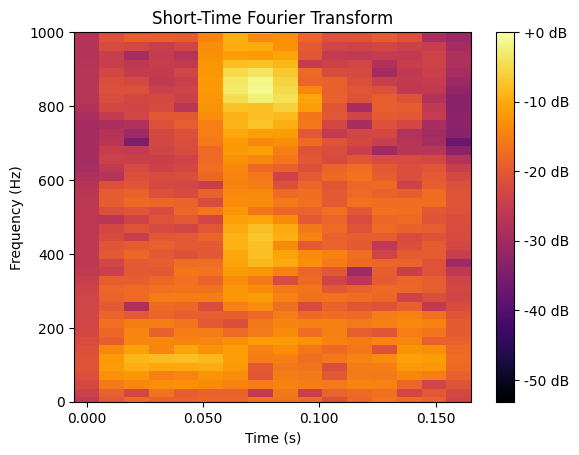 Short-Time Fourier Transform
1000
800
600
400
200
0
Frequency (Hz)
0.000
0.050
0.100
0.150
Time (s)
+0 dB
-10 dB
-20 dB
-30 dB
-40 dB
-50 dB